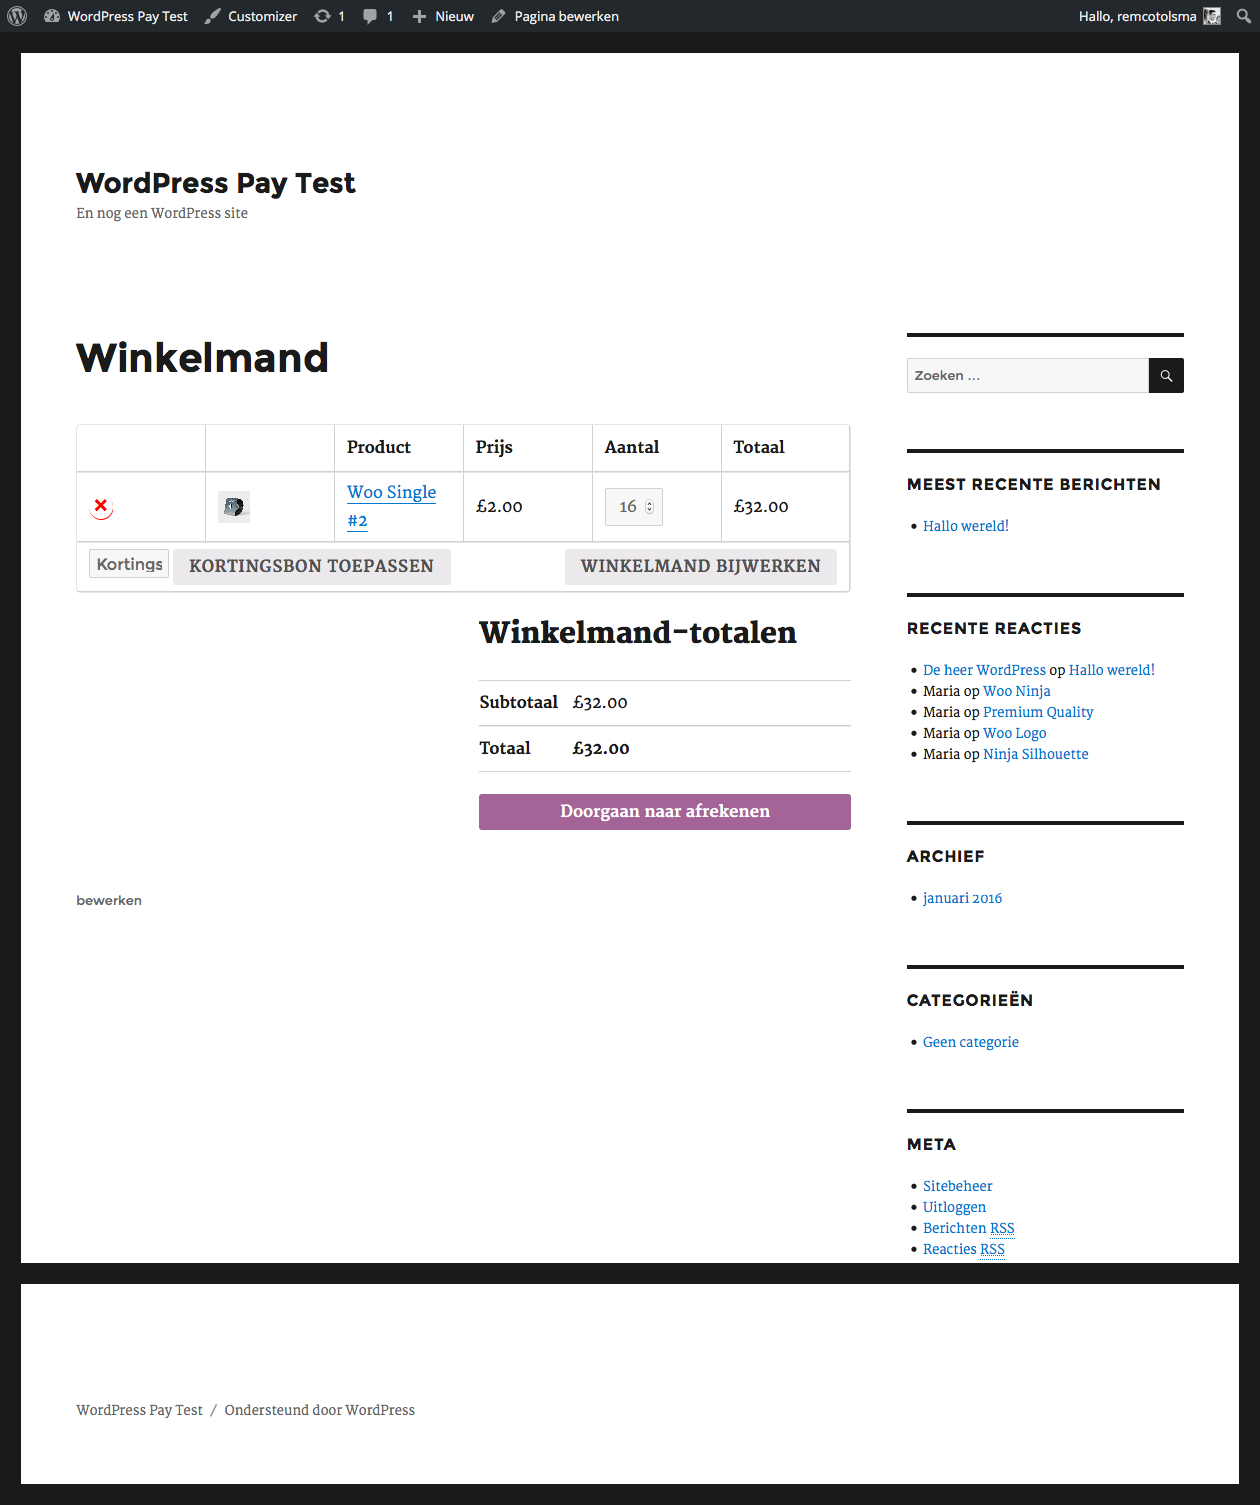 WordPress Pay Test Customizer 1 1 Nieuw Pagina bewerken Hallo, remcotolsma
WordPress Pay Test
En nog een WordPress site
Winkelmand
Product Prijs Aantal Totaal
Woo Single
#2
£2.00 16 £32.00
Kortings KORTINGSBON TOEPASSEN WINKELMAND BIJWERKEN
Winkelmand-totalen
Subtotaal £32.00
Totaal £32.00
Doorgaan naar afrekenen
bewerken
Zoeken …
MEEST RECENTE BERICHTEN
Hallo wereld!
RECENTE REACTIES
De heer WordPress op Hallo wereld!
Maria op Woo Ninja
Maria op Premium Quality
Maria op Woo Logo
Maria op Ninja Silhouette
ARCHIEF
januari 2016
CATEGORIEËN
Geen categorie
META
Sitebeheer
Uitloggen
Berichten RSS
Reacties RSS
WordPress Pay Test / Ondersteund door WordPress